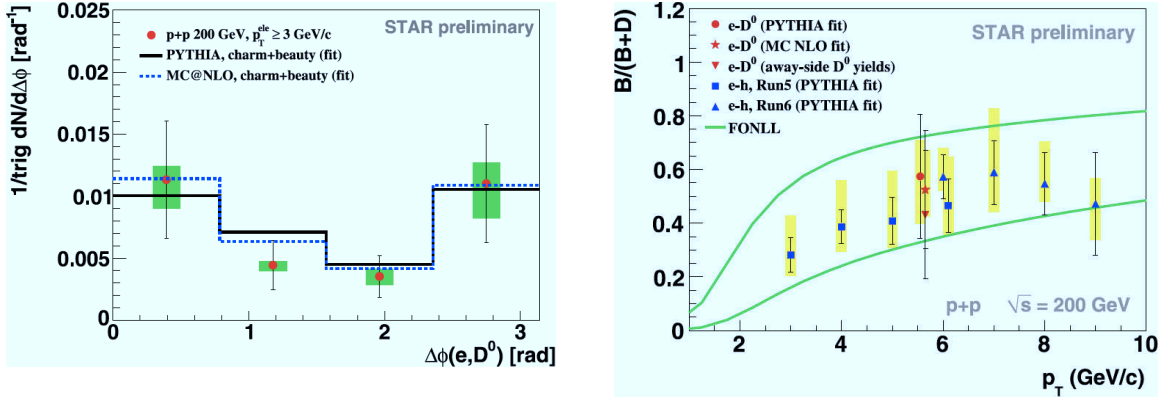 STAR preliminary
p+p 200 GeV, p_T^ele ≥ 3 GeV/c
PYTHIA, charm+beauty (fit)
MC@NLO, charm+beauty (fit)
1/trig dN/dΔϕ [rad⁻¹]
0.025
0.02
0.015
0.01
0.005
0
0 1 2 3
Δϕ(e,D⁰) [rad]
STAR preliminary
e-D⁰ (PYTHIA fit)
e-D⁰ (MC NLO fit)
e-D⁰ (away-side D⁰ yields)
e-h, Run5 (PYTHIA fit)
e-h, Run6 (PYTHIA fit)
FONLL
B/(B+D)
1.2
1
0.8
0.6
0.4
0.2
0
p+p √s = 200 GeV
2 4 6 8 10
p_T (GeV/c)